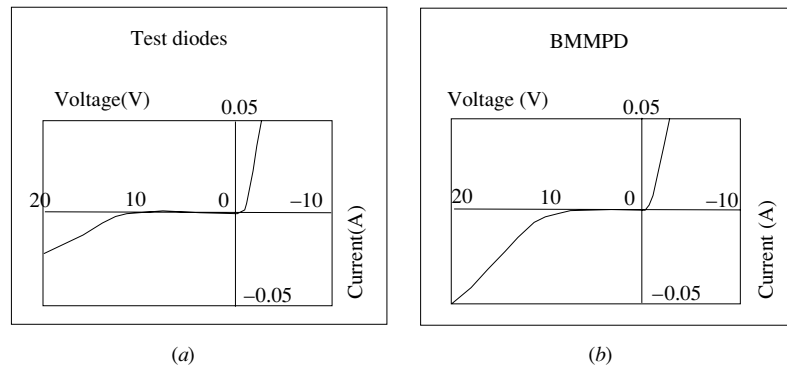 Test diodes
Voltage(V)
0.05
20
10
0
−10
Current(A)
−0.05
(a)
BMMPD
Voltage (V)
0.05
20
10
0
−10
Current (A)
−0.05
(b)